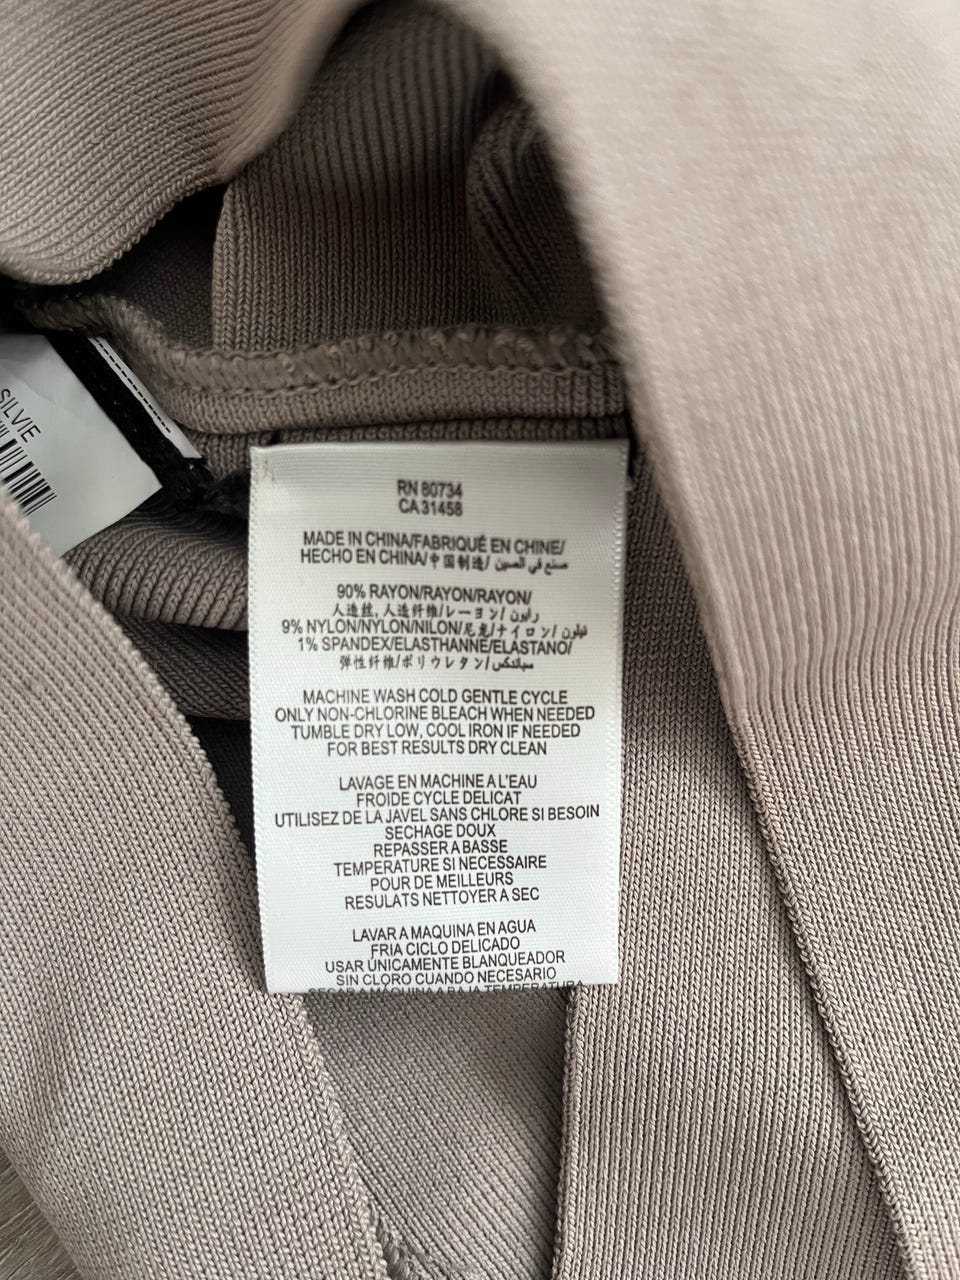 SILVIE
RN 80734
CA 31458
MADE IN CHINA/FABRIQUÉ EN CHINE/
HECHO EN CHINA/中国制造/ صنع في الصين
90% RAYON/RAYON/RAYON/
人造丝, 人造纤维/レーヨン/ رايون/
9% NYLON/NYLON/NILON/尼龙/ナイロン/ نيلون/
1% SPANDEX/ELASTHANNE/ELASTANO/
弹性纤维/ポリウレタン/ سباندكس
MACHINE WASH COLD GENTLE CYCLE
ONLY NON-CHLORINE BLEACH WHEN NEEDED
TUMBLE DRY LOW, COOL IRON IF NEEDED
FOR BEST RESULTS DRY CLEAN
LAVAGE EN MACHINE A L'EAU
FROIDE CYCLE DELICAT
UTILISEZ DE LA JAVEL SANS CHLORE SI BESOIN
SECHAGE DOUX
REPASSER A BASSE
TEMPERATURE SI NECESSAIRE
POUR DE MEILLEURS
RESULATS NETTOYER A SEC
LAVAR A MAQUINA EN AGUA
FRIA CICLO DELICADO
USAR ÚNICAMENTE BLANQUEADOR
SIN CLORO CUANDO NECESARIO
SECAR A MÁQUINA A BAJA TEMPERATURA